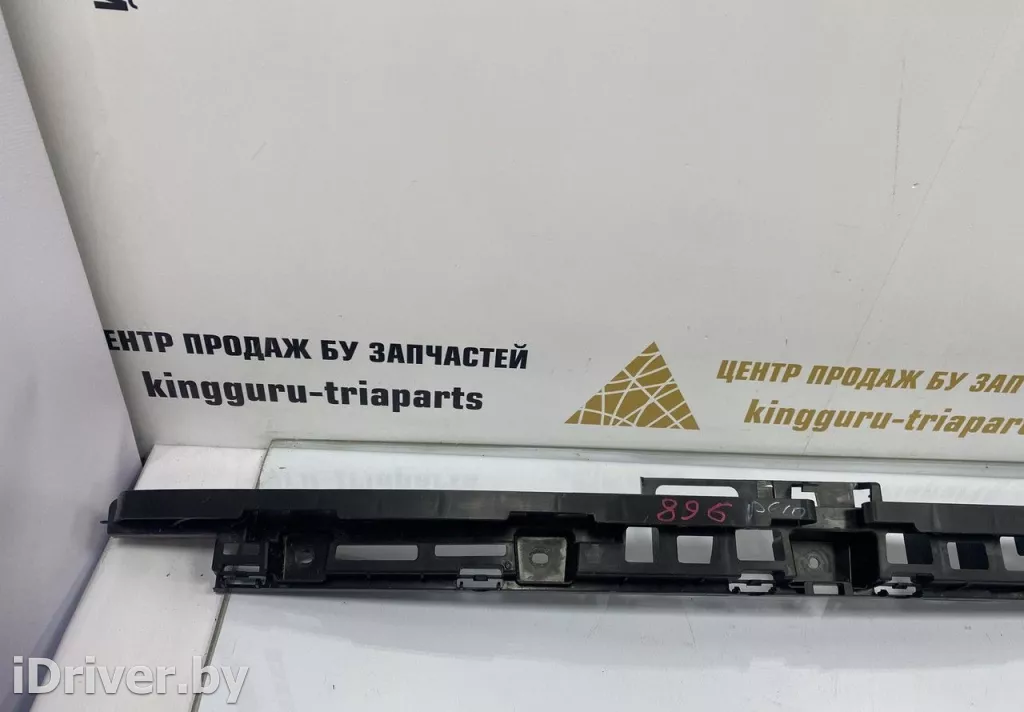 ЕНТР ПРОДАЖ БУ ЗАПЧАСТЕЙ
kingguru-triaparts
ЦЕНТР ПРОДАЖ БУ ЗАП
kingguru-triapar
896
iDriver.by